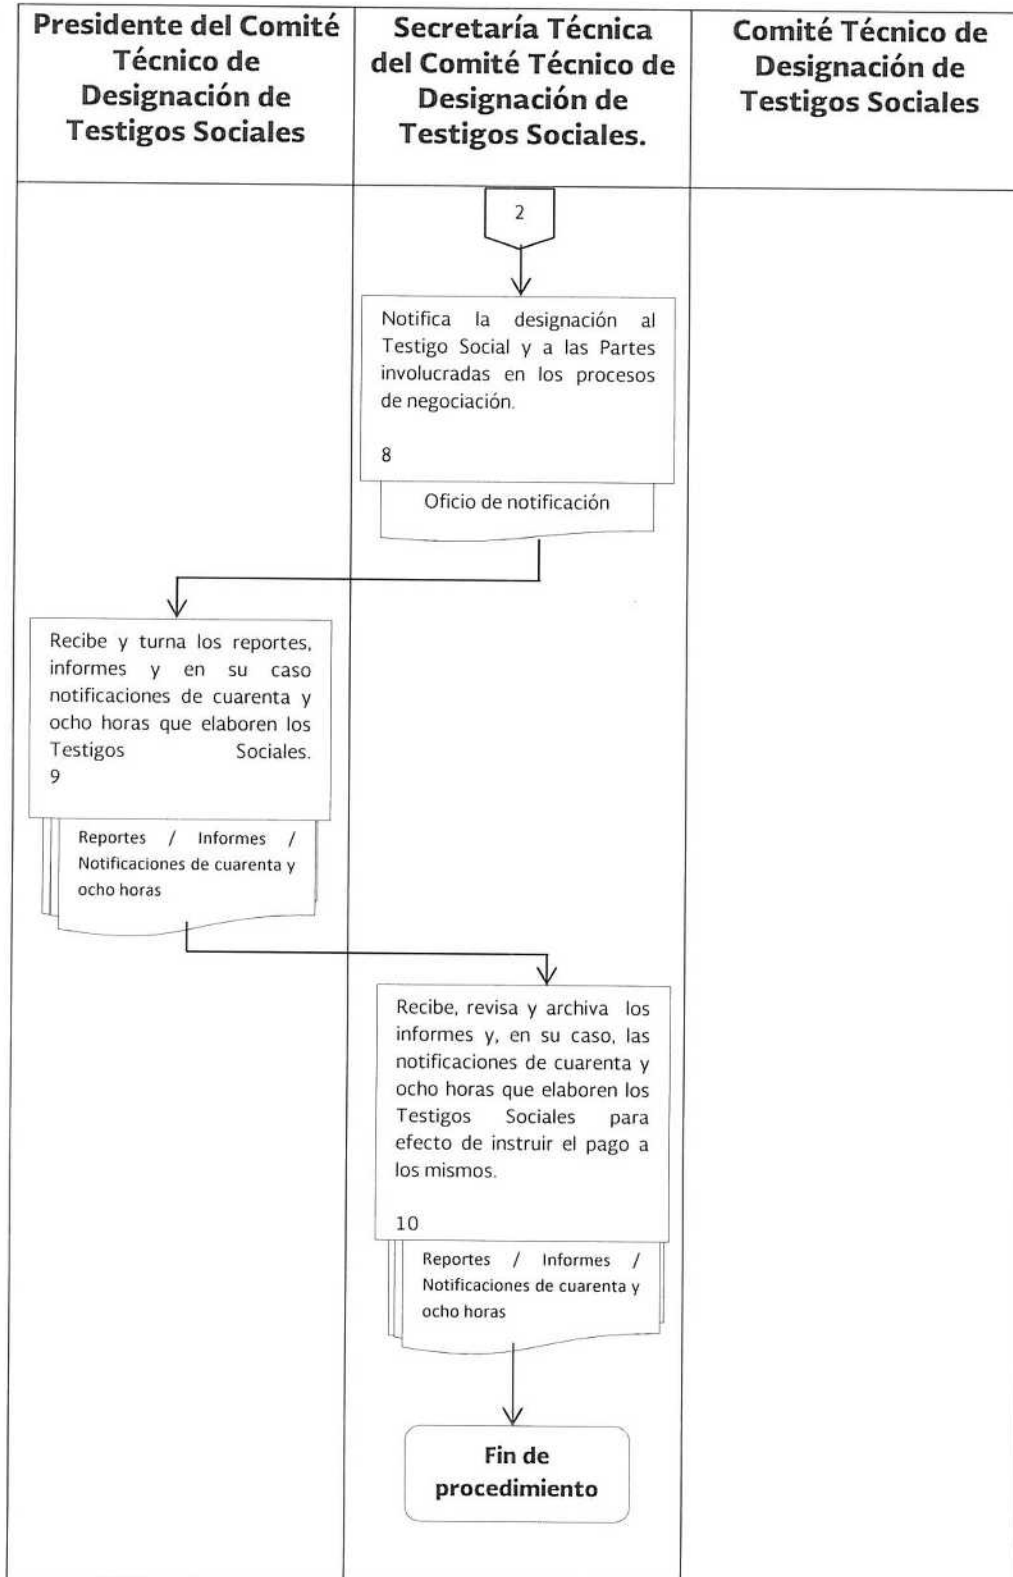 Presidente del Comité
Técnico de
Designación de
Testigos Sociales
Secretaría Técnica
del Comité Técnico de
Designación de
Testigos Sociales.
Comité Técnico de
Designación de
Testigos Sociales
2
Notifica la designación al
Testigo Social y a las Partes
involucradas en los procesos
de negociación.
8
Oficio de notificación
Recibe y turna los reportes,
informes y en su caso
notificaciones de cuarenta y
ocho horas que elaboren los
Testigos Sociales.
9
Reportes / Informes /
Notificaciones de cuarenta y
ocho horas
Recibe, revisa y archiva los
informes y, en su caso, las
notificaciones de cuarenta y
ocho horas que elaboren los
Testigos Sociales para
efecto de instruir el pago a
los mismos.
10
Reportes / Informes /
Notificaciones de cuarenta y
ocho horas
Fin de
procedimiento